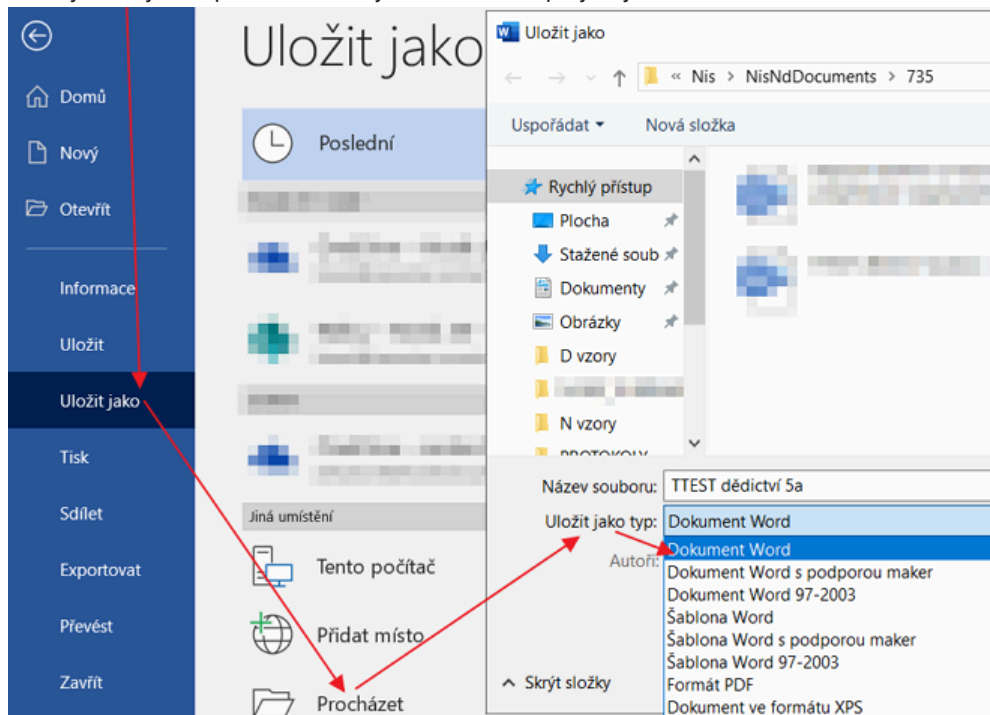 Uložit jako
Domů
Nový
Otevřít
Informace
Uložit
Uložit jako
Tisk
Sdílet
Exportovat
Převést
Zavřít
Poslední
Jiná umístění
Tento počítač
Přidat místo
Procházet
Uložit jako
« Nis > NisNdDocuments > 735
Uspořádat Nová složka
Rychlý přístup
Plocha
Stažené soub
Dokumenty
Obrázky
D vzory
N vzory
PROTOKOLY
Název souboru: TTEST dědictví 5a
Uložit jako typ: Dokument Word
Autoři:
Dokument Word
Dokument Word s podporou maker
Dokument Word 97-2003
Šablona Word
Šablona Word s podporou maker
Šablona Word 97-2003
Formát PDF
Dokument ve formátu XPS
Skrýt složky